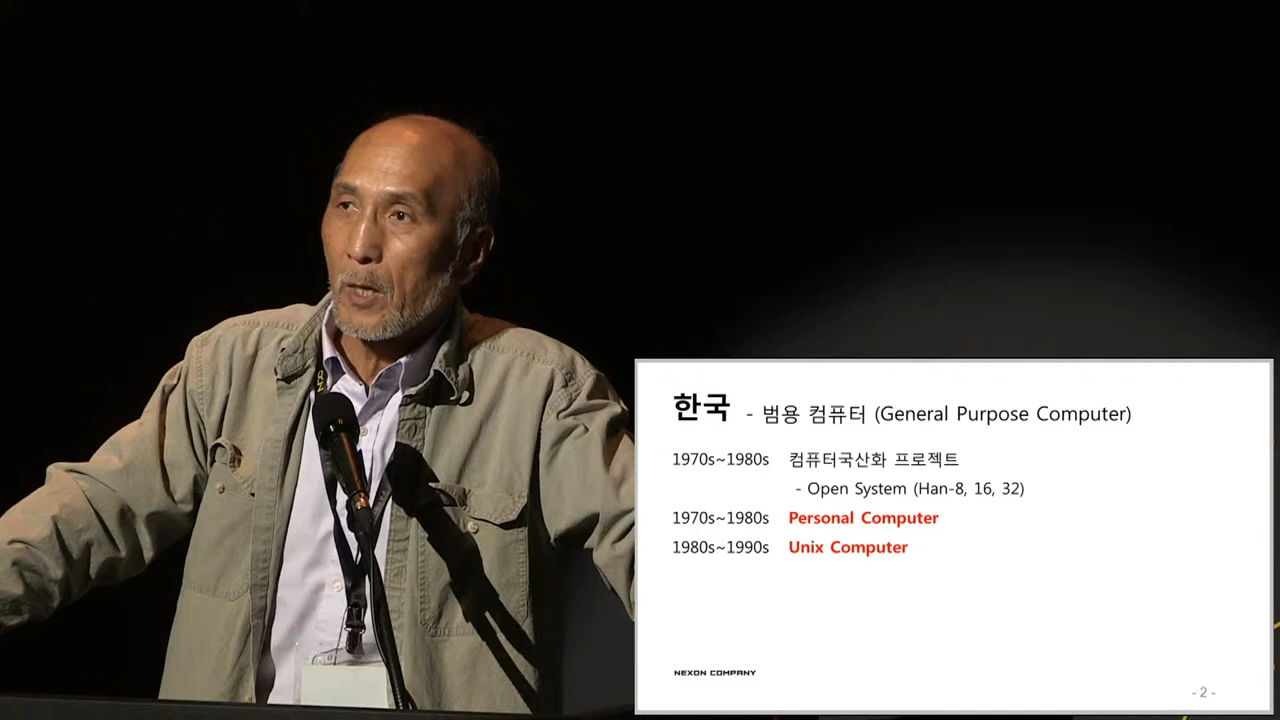 한국 - 범용 컴퓨터 (General Purpose Computer)
1970s~1980s 컴퓨터국산화 프로젝트
- Open System (Han-8, 16, 32)
1970s~1980s Personal Computer
1980s~1990s Unix Computer
NEXON COMPANY
- 2 -